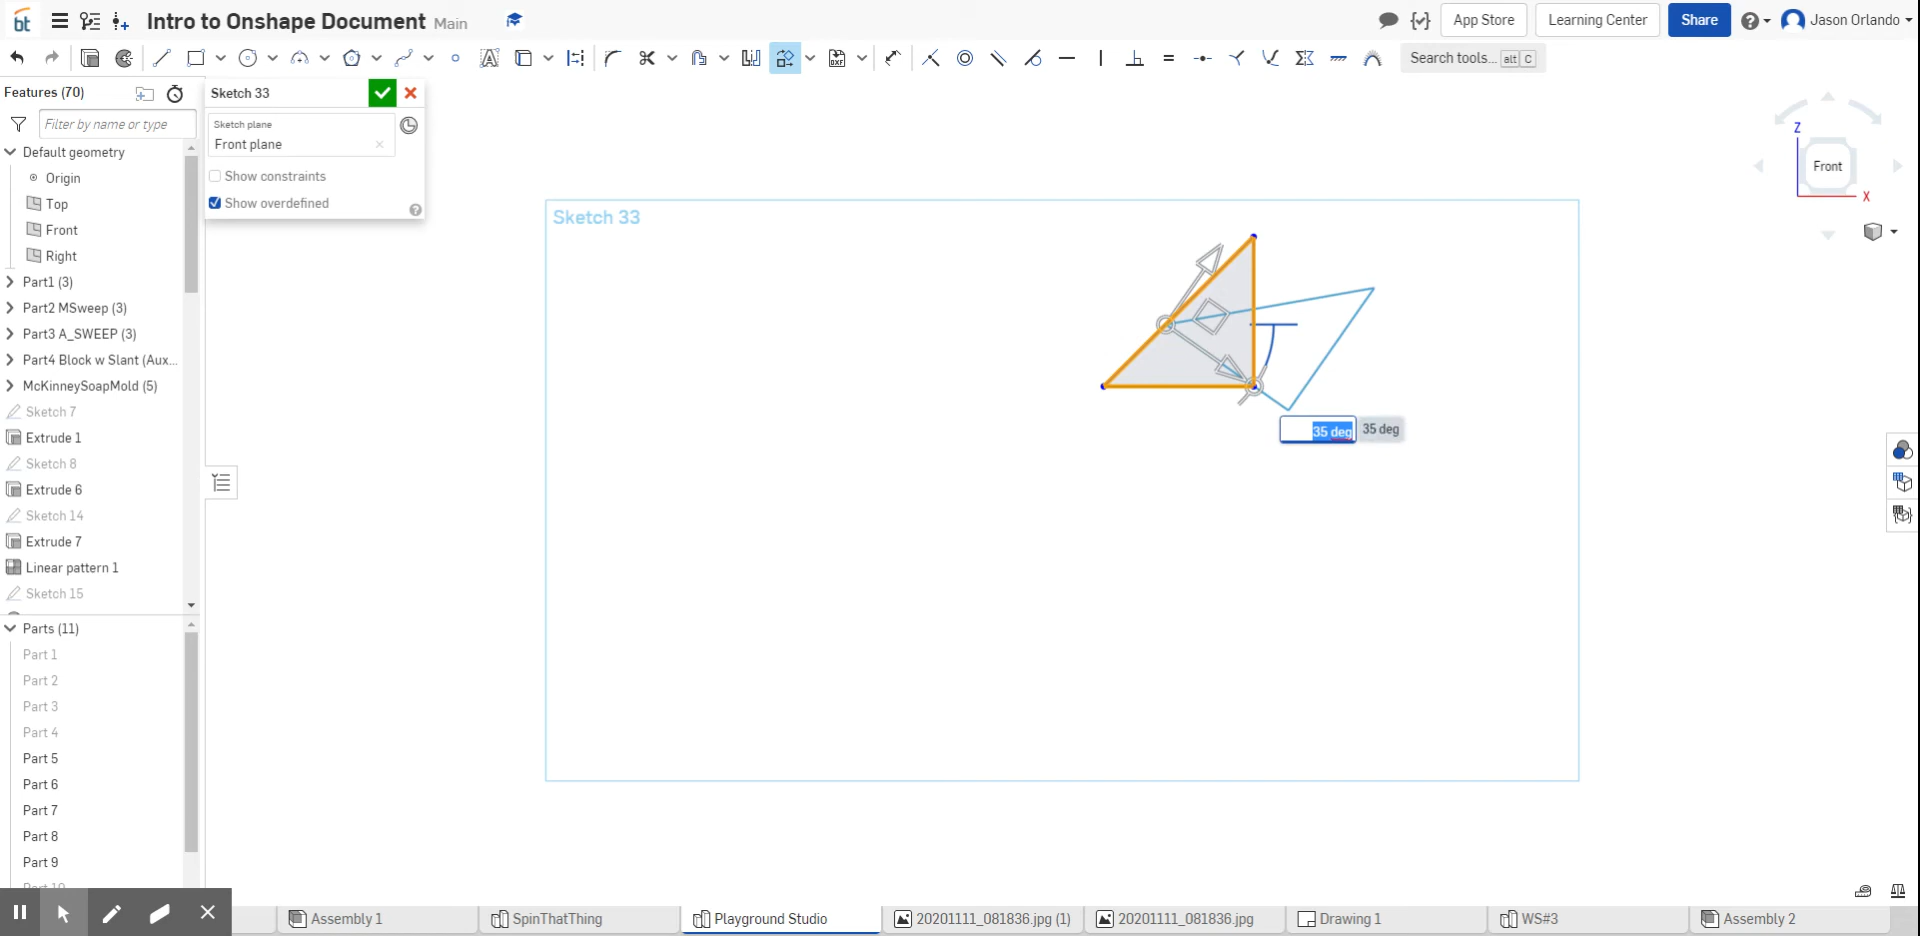 bt Intro to Onshape Document Main App Store Learning Center Share Jason Orlando
Search tools... alt C
Features (70)
Filter by name or type
Default geometry
Origin
Top
Front
Right
Part1 (3)
Part2 MSweep (3)
Part3 A_SWEEP (3)
Part4 Block w Slant (Aux...
McKinneySoapMold (5)
Sketch 7
Extrude 1
Sketch 8
Extrude 6
Sketch 14
Extrude 7
Linear pattern 1
Sketch 15
Parts (11)
Part 1
Part 2
Part 3
Part 4
Part 5
Part 6
Part 7
Part 8
Part 9
Part 10
Sketch 33
Sketch plane
Front plane
Show constraints
Show overdefined
Sketch 33
35 deg 35 deg
Z
Front
X
Assembly 1 SpinThatThing Playground Studio 20201111_081836.jpg (1) 20201111_081836.jpg Drawing 1 WS#3 Assembly 2